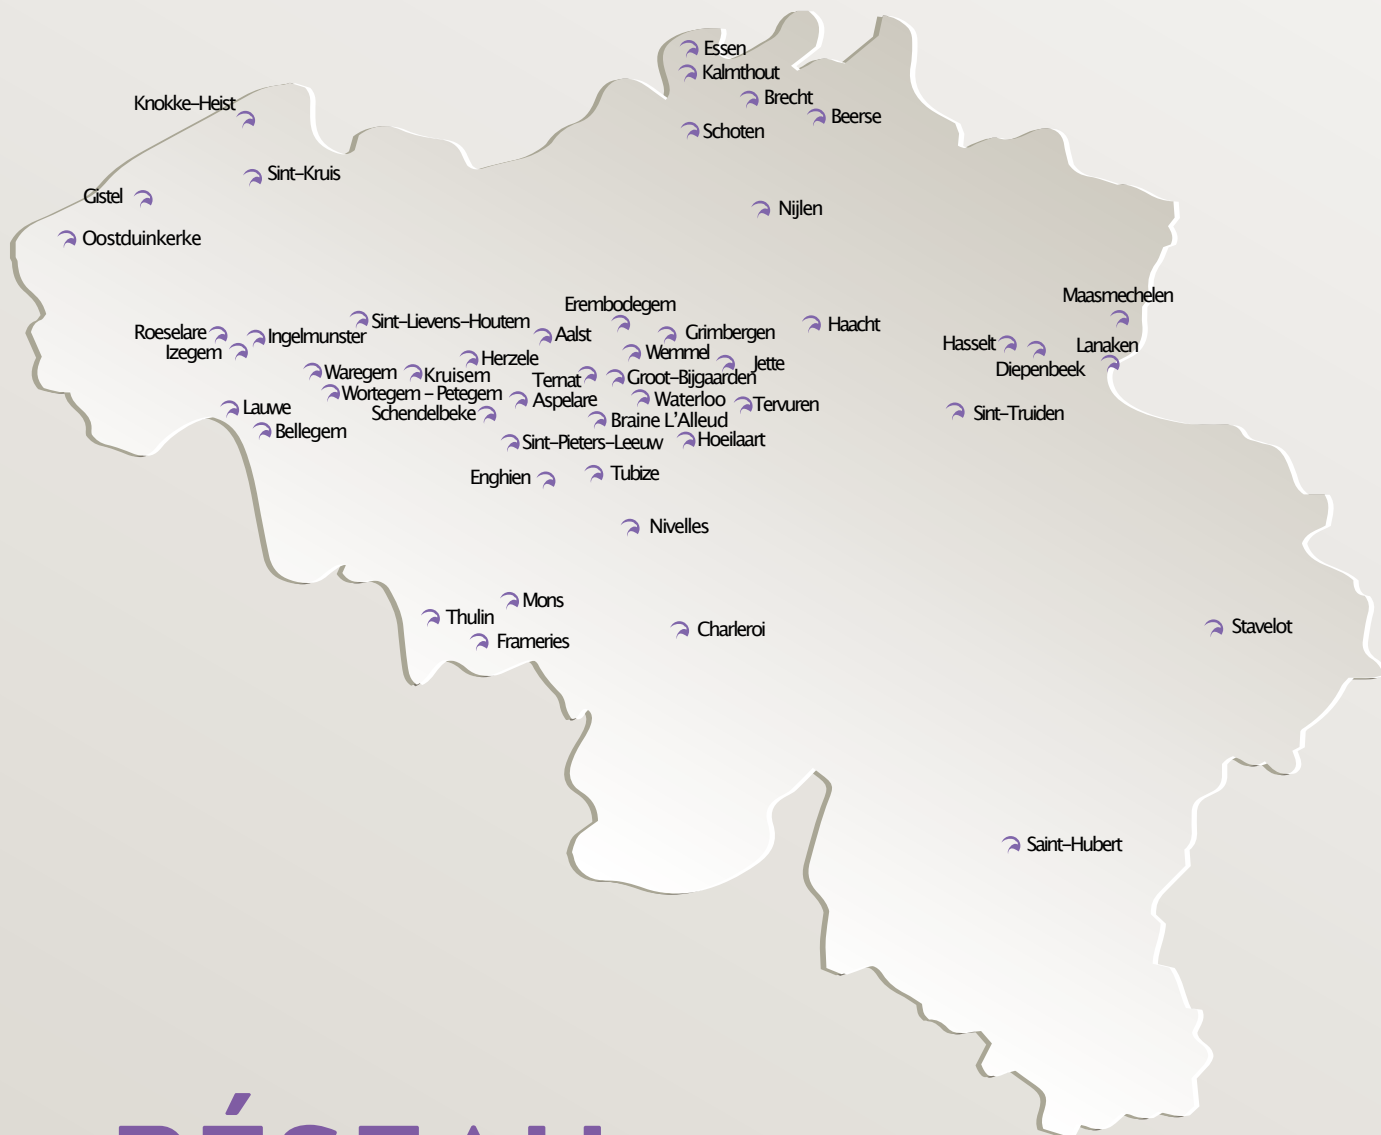 Essen
Kalmthout
Knokke-Heist
Brecht
Beerse
Schoten
Sint-Kruis
Gistel
Nijlen
Oostduinkerke
Maasmechelen
Erembodegem
Sint-Lievens-Houtem
Haacht
Roeselare
Ingelmunster
Aalst
Grimbergen
Hasselt
Lanaken
Izegem
Herzele
Wemmel
Jette
Diepenbeek
Waregem
Kruisem
Ternat
Groot-Bijgaarden
Wortegem - Petegem
Aspelare
Waterloo
Tervuren
Lauwe
Schendelbeke
Braine L'Alleud
Sint-Truiden
Bellegem
Sint-Pieters-Leeuw
Hoeilaart
Enghien
Tubize
Nivelles
Mons
Thulin
Charleroi
Stavelot
Frameries
Saint-Hubert
RÉSEAU